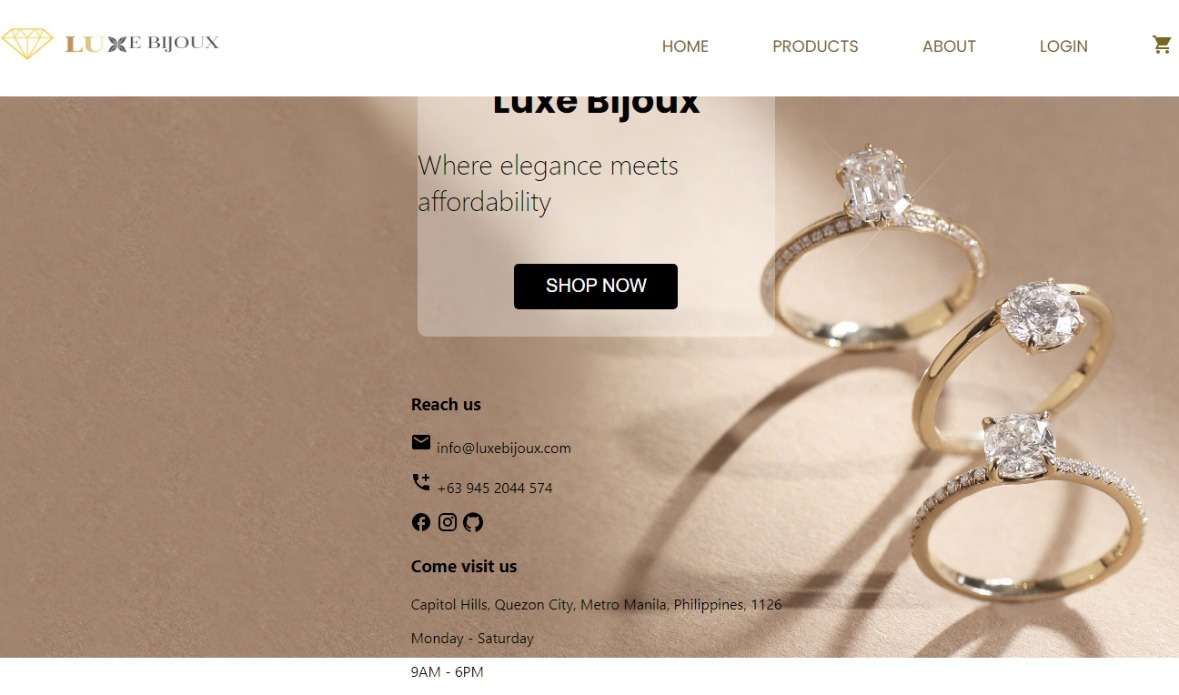 LUXE BIJOUX
HOME PRODUCTS ABOUT LOGIN
Luxe Bijoux
Where elegance meets
affordability
SHOP NOW
Reach us
info@luxebijoux.com
+63 945 2044 574
Come visit us
Capitol Hills, Quezon City, Metro Manila, Philippines, 1126
Monday - Saturday
9AM - 6PM